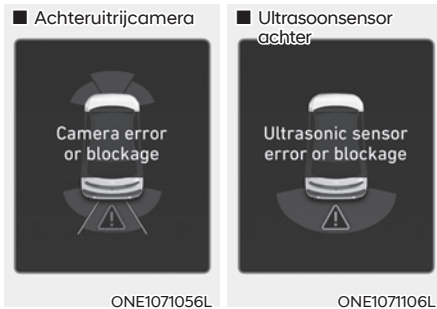 ■ Achteruitrijcamera
Camera error
or blockage
ONE1071056L
■ Ultrasoonsensor
achter
Ultrasonic sensor
error or blockage
ONE1071106L